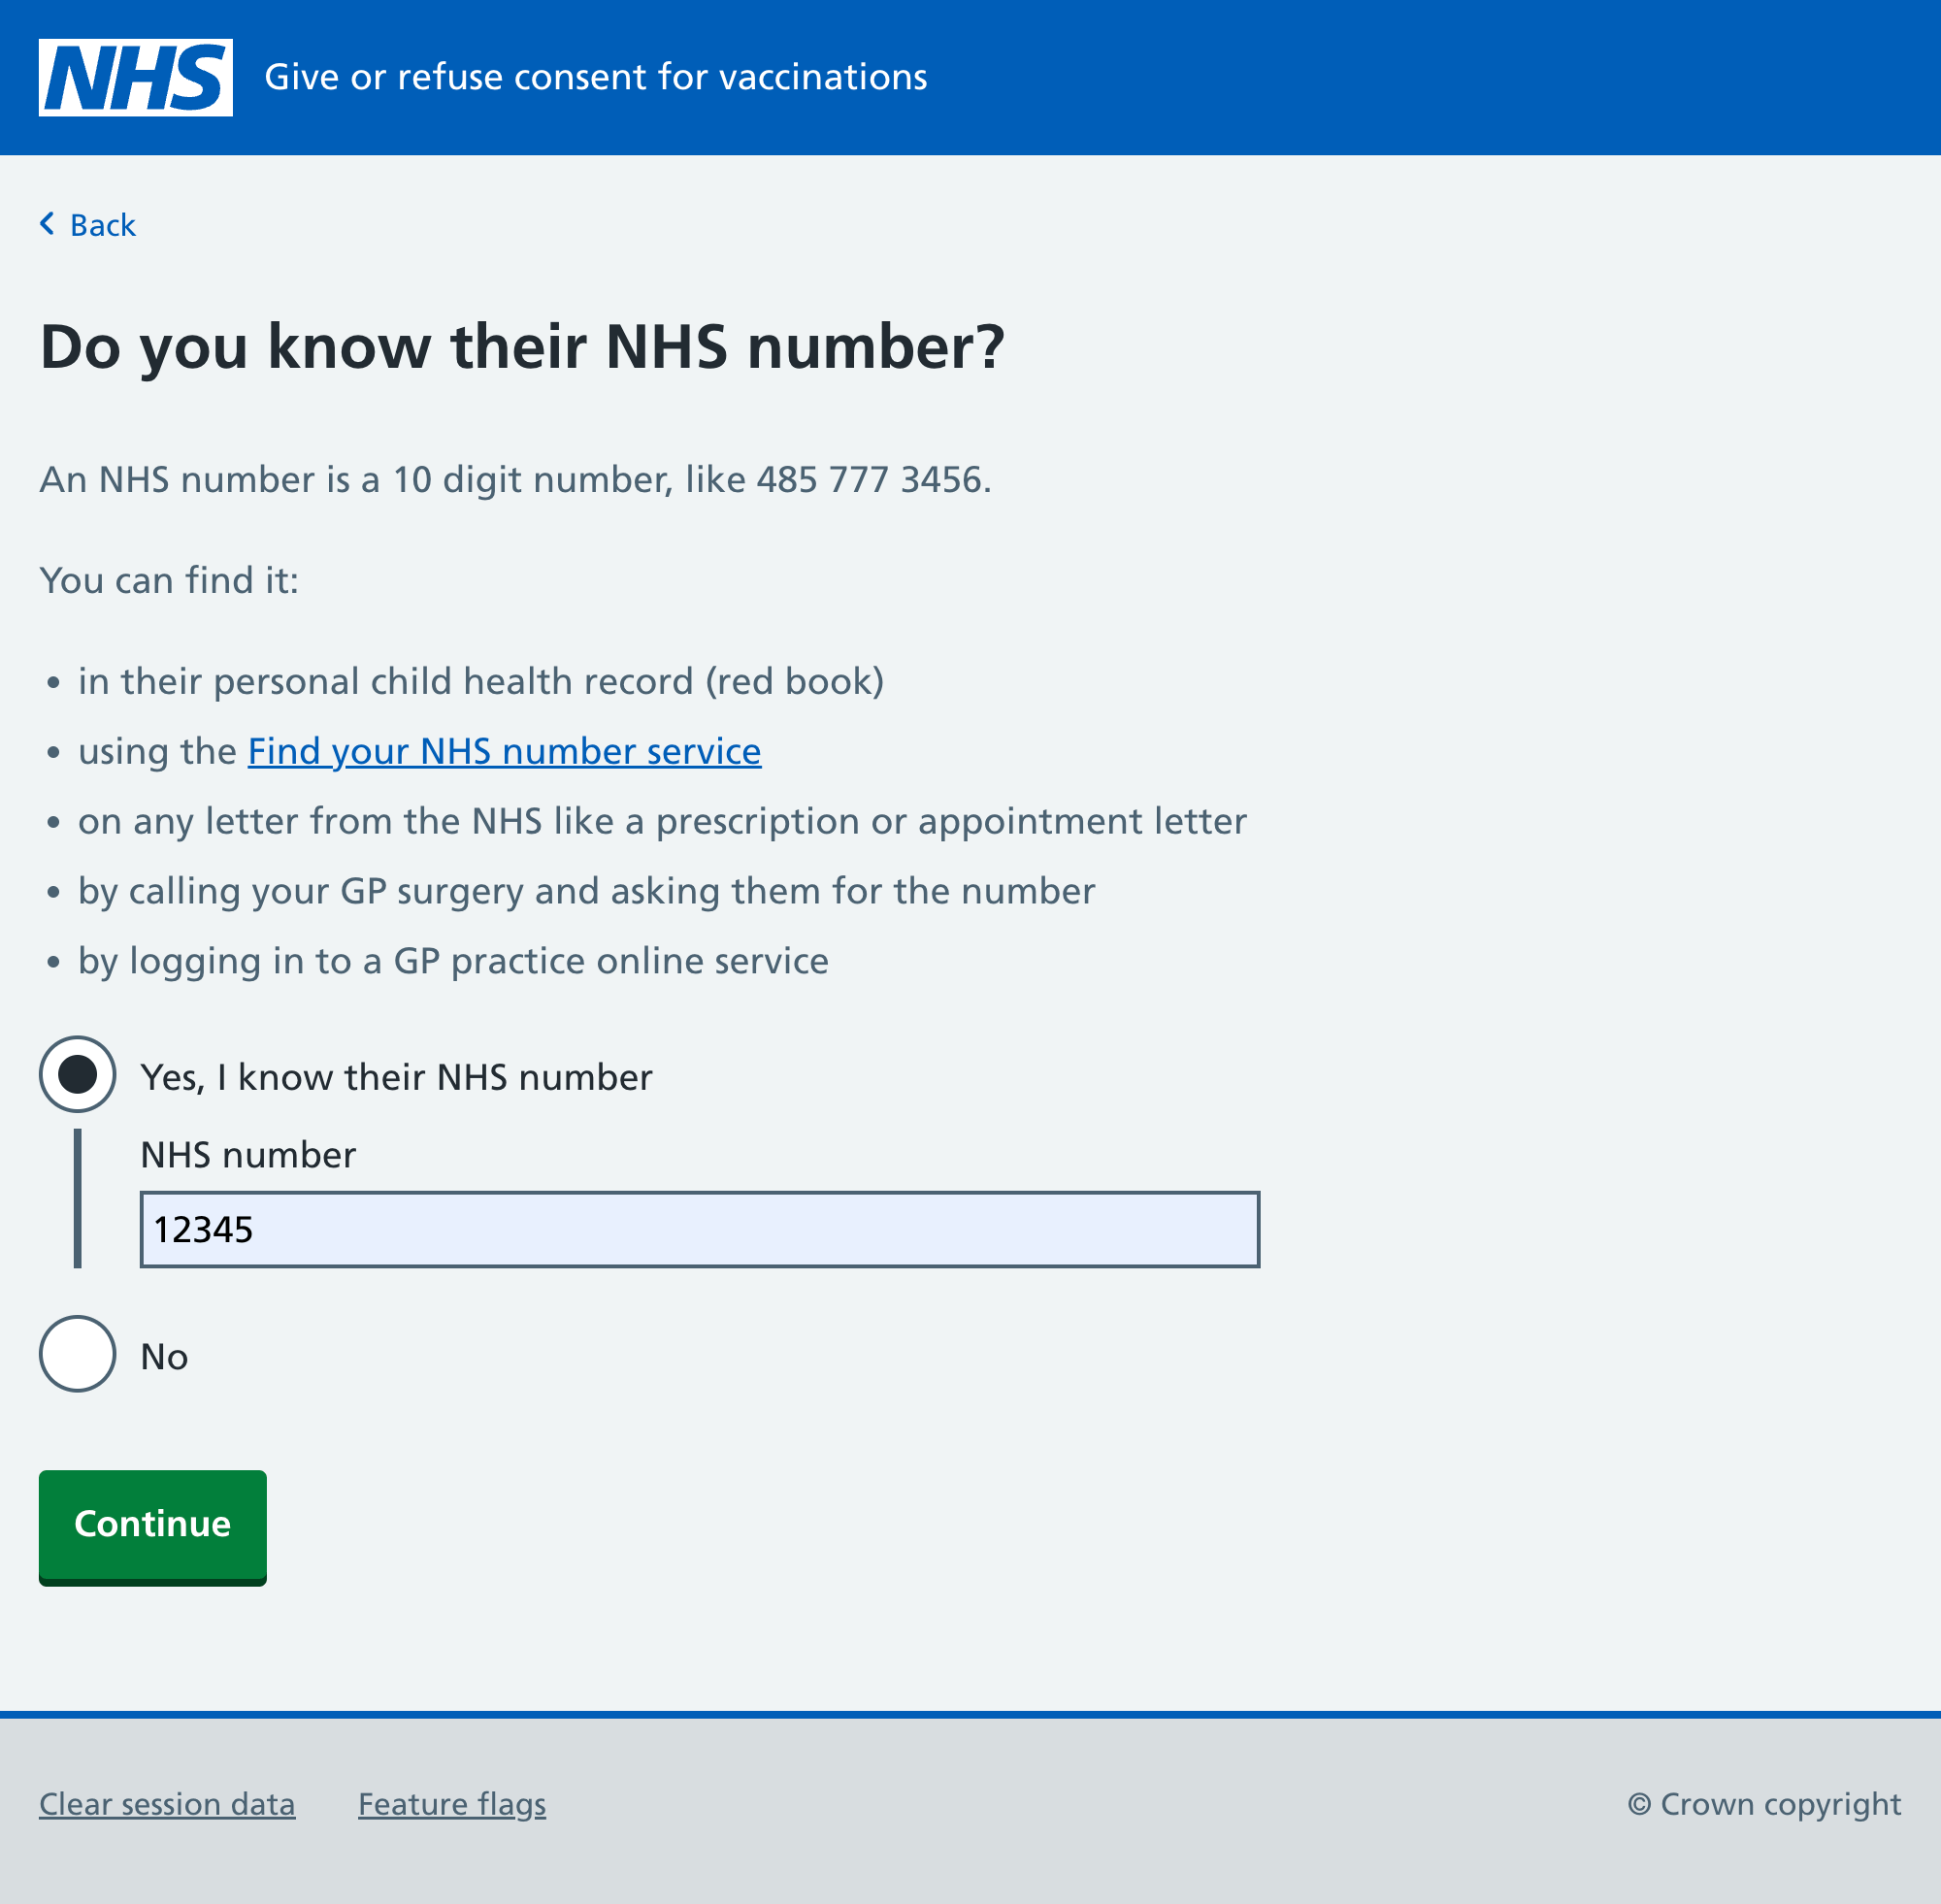 NHS Give or refuse consent for vaccinations
Back
Do you know their NHS number?
An NHS number is a 10 digit number, like 485 777 3456.
You can find it:
• in their personal child health record (red book)
• using the Find your NHS number service
• on any letter from the NHS like a prescription or appointment letter
• by calling your GP surgery and asking them for the number
• by logging in to a GP practice online service
Yes, I know their NHS number
NHS number
12345
No
Continue
Clear session data Feature flags © Crown copyright